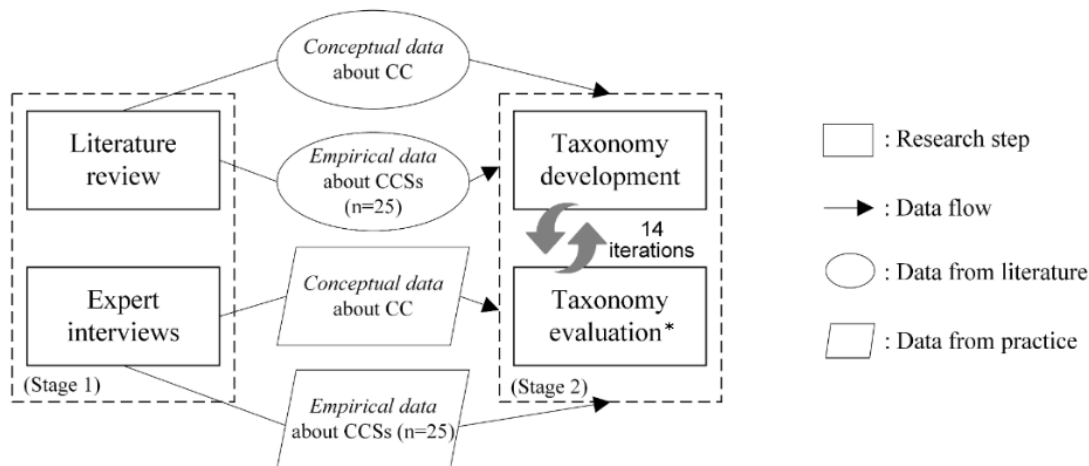 Conceptual data
about CC
Literature
review
Empirical data
about CCSs
(n=25)
Taxonomy
development
14
iterations
Expert
interviews
(Stage 1)
Conceptual data
about CC
Taxonomy
evaluation*
(Stage 2)
Empirical data
about CCSs (n=25)
: Research step
: Data flow
: Data from literature
: Data from practice